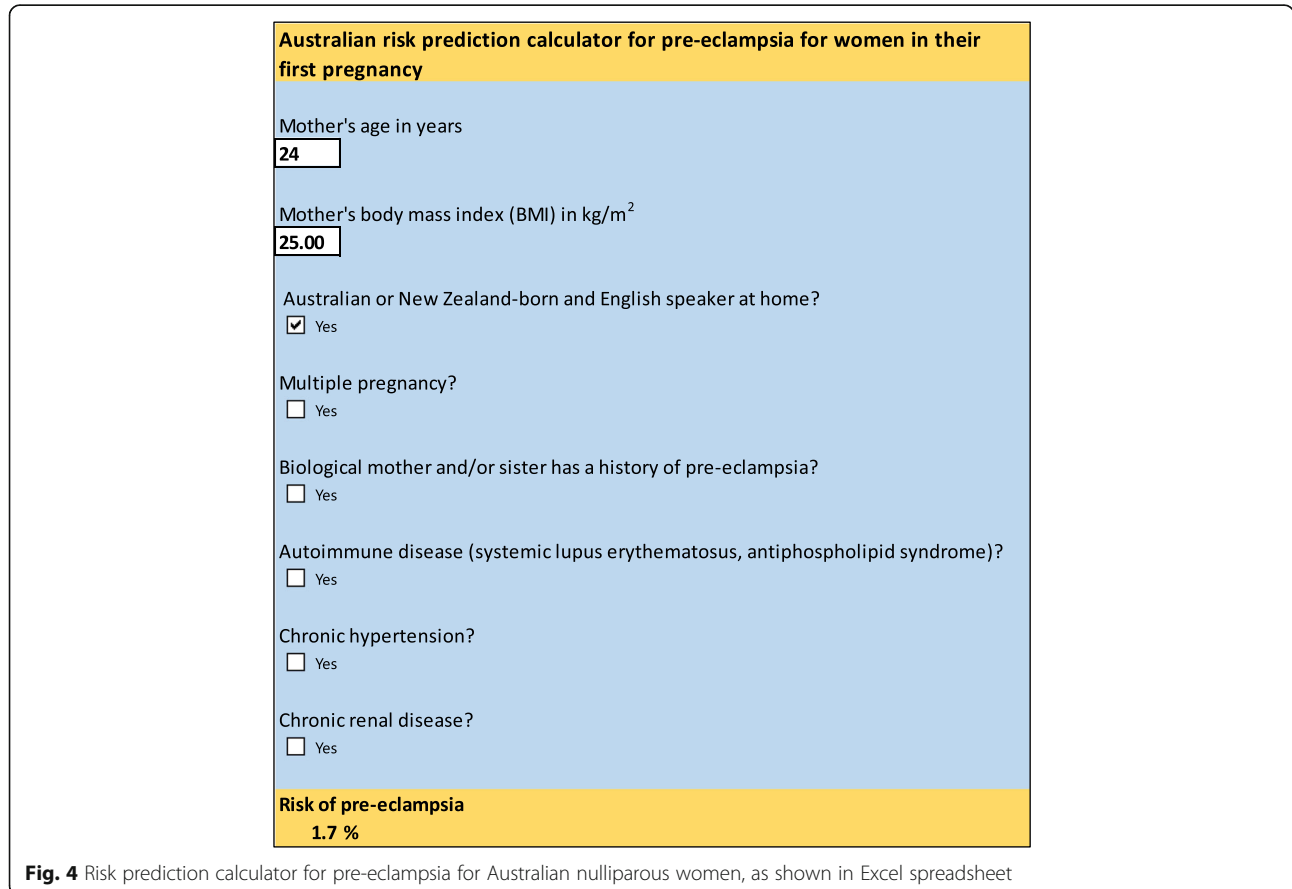 Australian risk prediction calculator for pre-eclampsia for women in their
first pregnancy
Mother's age in years
24
Mother's body mass index (BMI) in kg/m²
25.00
Australian or New Zealand-born and English speaker at home?
Yes
Multiple pregnancy?
Yes
Biological mother and/or sister has a history of pre-eclampsia?
Yes
Autoimmune disease (systemic lupus erythematosus, antiphospholipid syndrome)?
Yes
Chronic hypertension?
Yes
Chronic renal disease?
Yes
Risk of pre-eclampsia
1.7 %
Fig. 4 Risk prediction calculator for pre-eclampsia for Australian nulliparous women, as shown in Excel spreadsheet